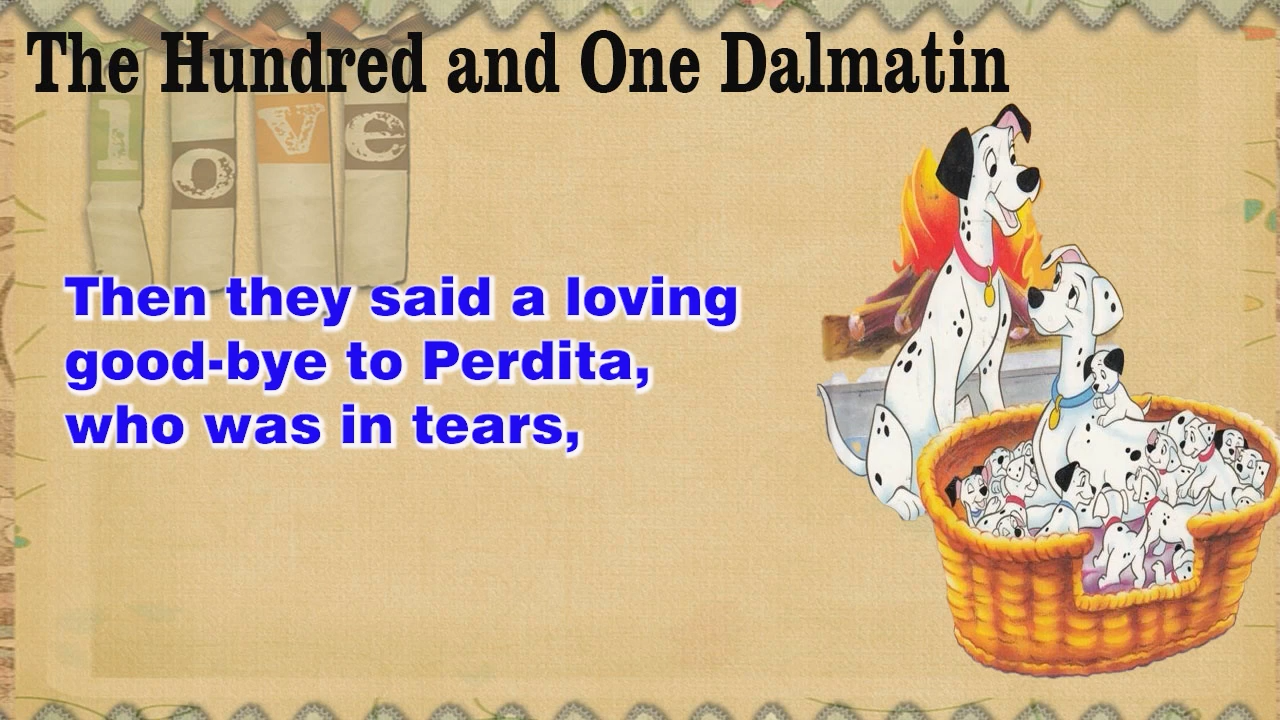 The Hundred and One Dalmatin
love
Then they said a loving
good-bye to Perdita,
who was in tears,